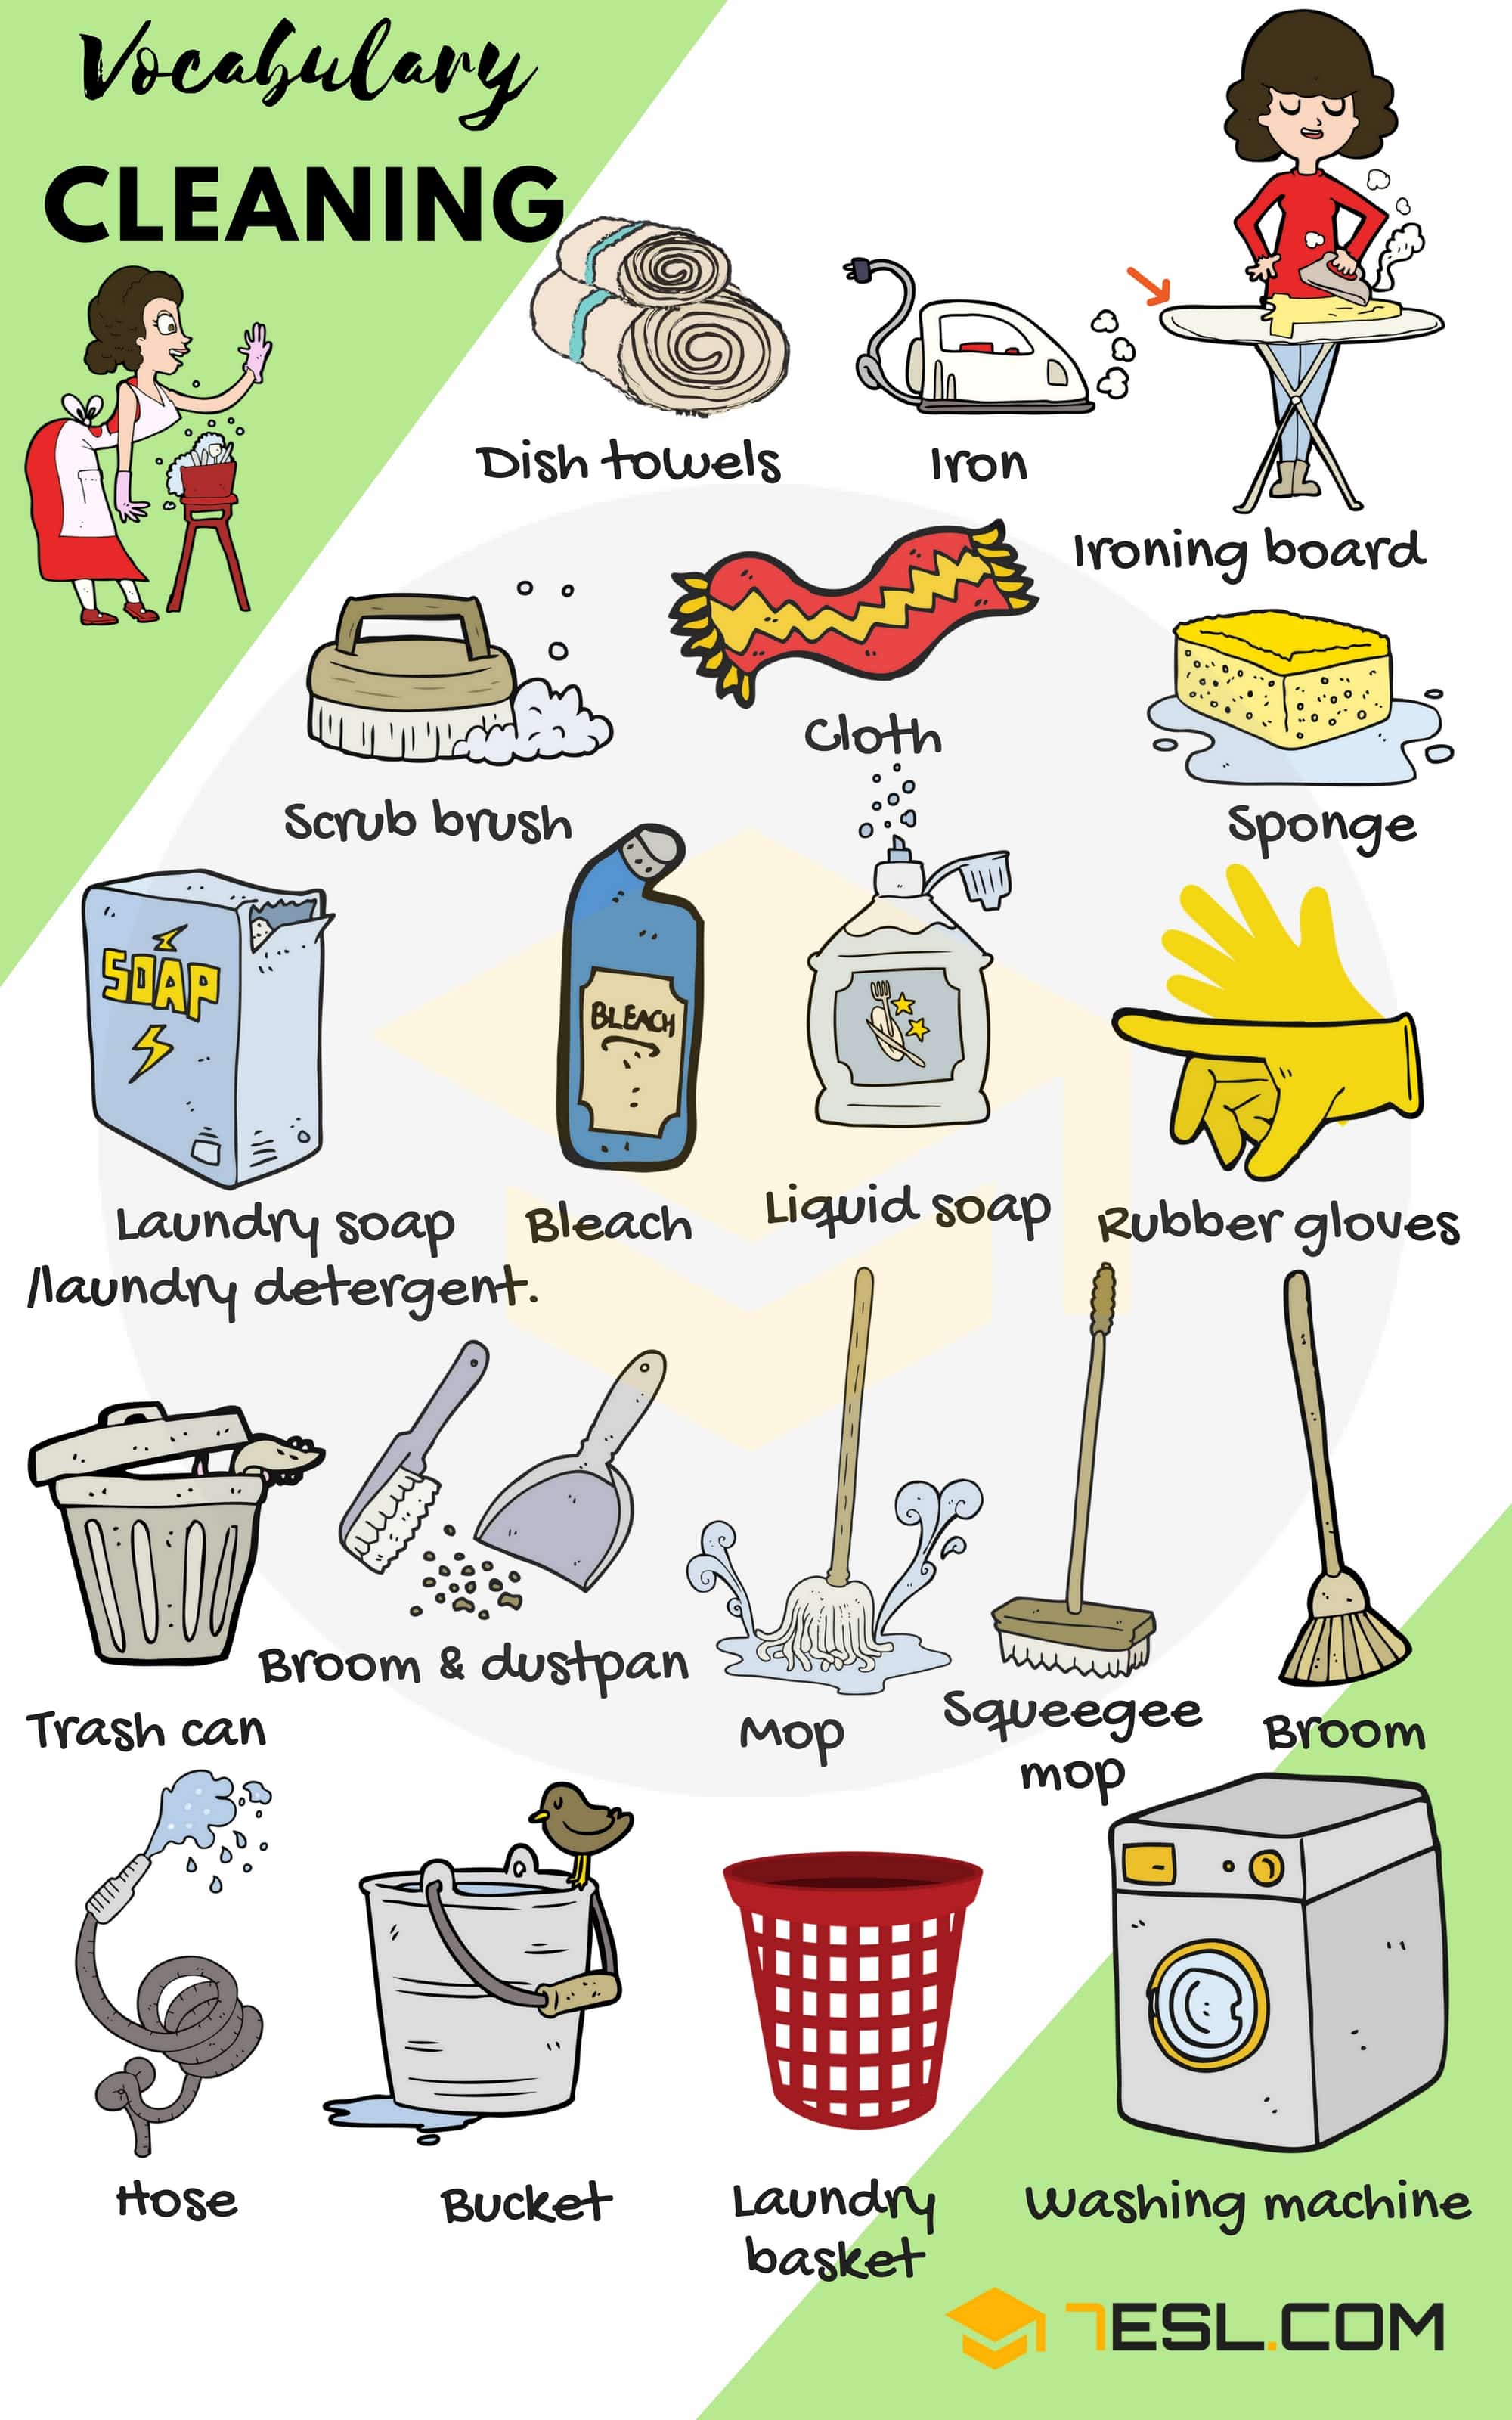 Vocabulary
CLEANING
Dish towels
Iron
Ironing board
Scrub brush
Cloth
Sponge
SOAP
BLEACH
Laundry soap
/laundry detergent.
Bleach
Liquid soap
Rubber gloves
Trash can
Broom & dustpan
Mop
Squeegee
mop
Broom
Hose
Bucket
Laundry
basket
Washing machine
7ESL.COM